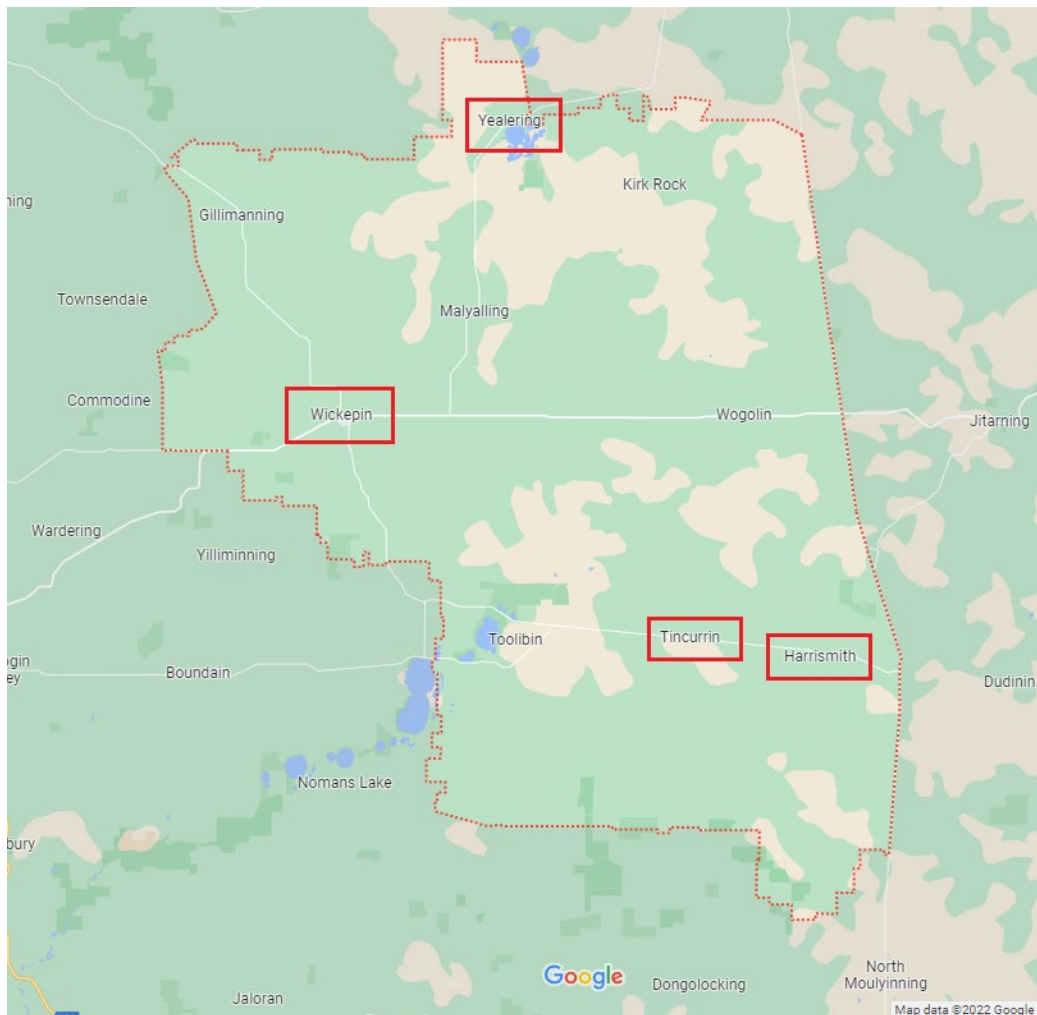 Yealering
Kirk Rock
ning
Gillimanning
Townsendale
Malyalling
Commodine
Wickepin
Wogolin
Jitarning
Wardering
Yilliminning
Toolibin
Tincurrin
Harrismith
ogin
ey
Boundain
Dudinin
Nomans Lake
bury
Google
North
Moulyinning
Dongolocking
Jaloran
Map data ©2022 Google